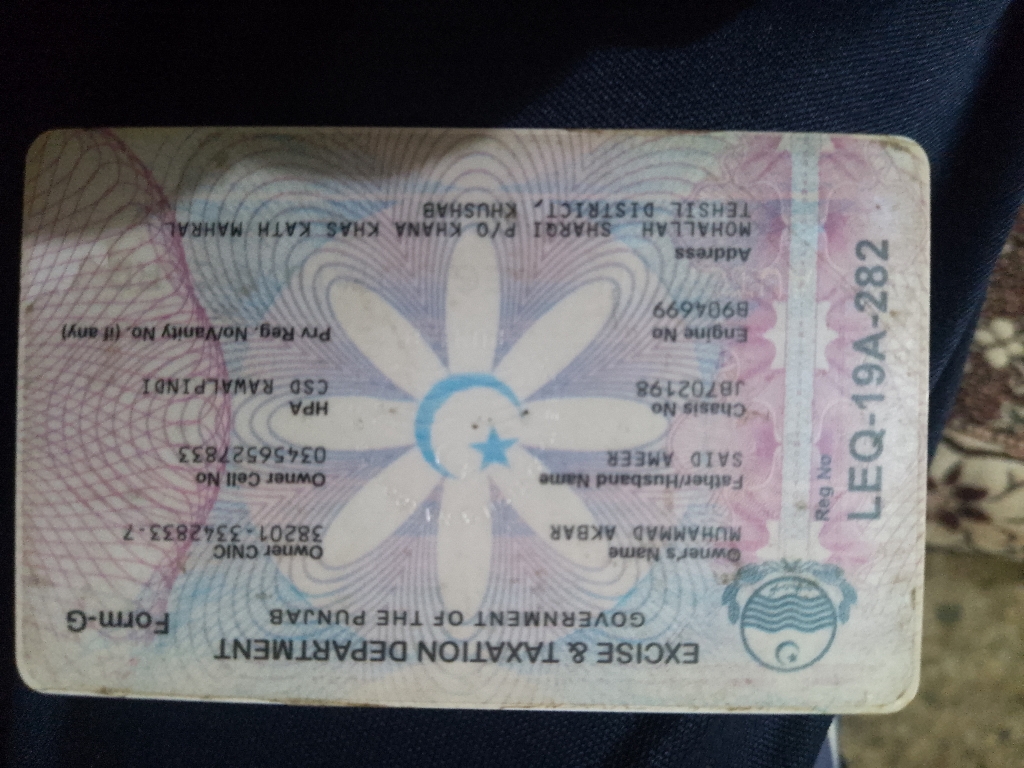 EXCISE & TAXATION DEPARTMENT
GOVERNMENT OF THE PUNJAB
Form-G
Reg No
LEQ-19A-282
Owner's Name
MUHAMMAD AKBAR
Owner CNIC
38201-3342833-7
Father/Husband Name
SAID AMEER
Owner Cell No
03456527833
Chasis No
JB702198
HPA
CSD RAWALPINDI
Engine No
B904699
Prv Reg. No/Vanity No. (if any)
Address
MOHALLAH SHARQI P/O KHANA KHAS KATH MAHRAL
TEHSIL DISTRICT, KHUSHAB